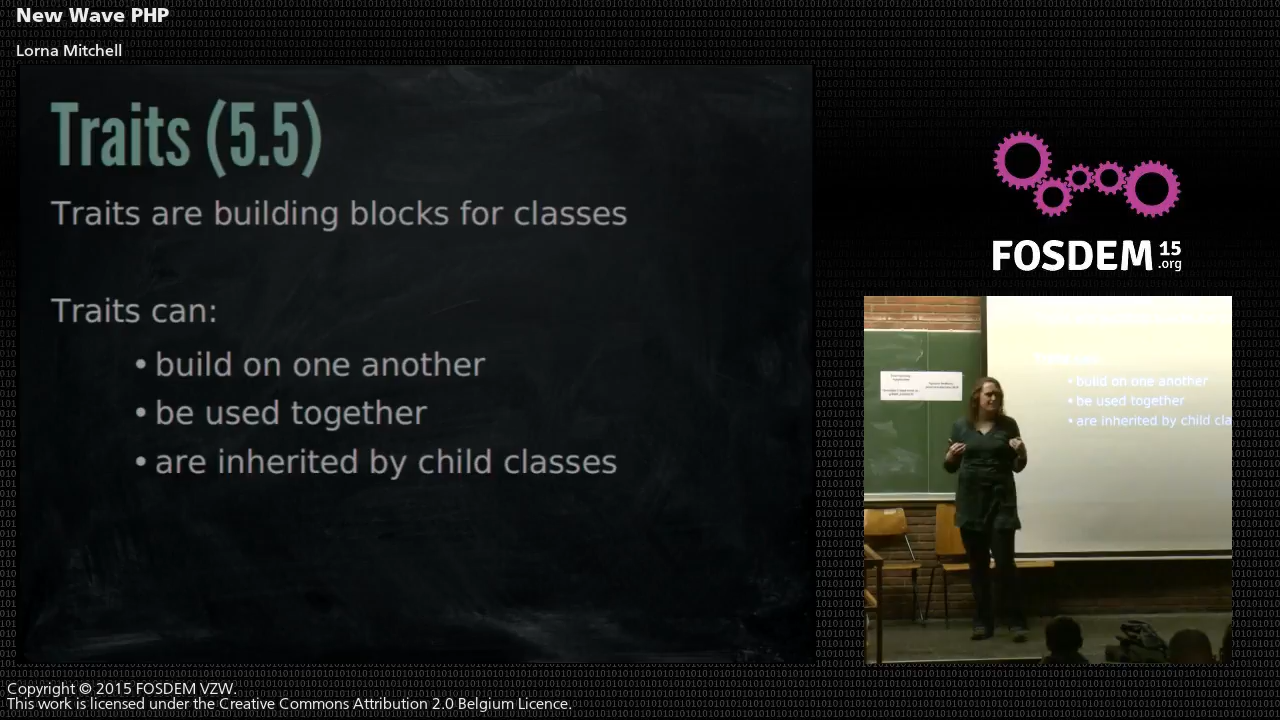 New Wave PHP
Lorna Mitchell
Traits (5.5)
Traits are building blocks for classes
Traits can:
• build on one another
• be used together
• are inherited by child classes
FOSDEM 15
.org
• build on one another
• be used together
• are inherited by child cla
Copyright © 2015 FOSDEM VZW.
This work is licensed under the Creative Commons Attribution 2.0 Belgium Licence.